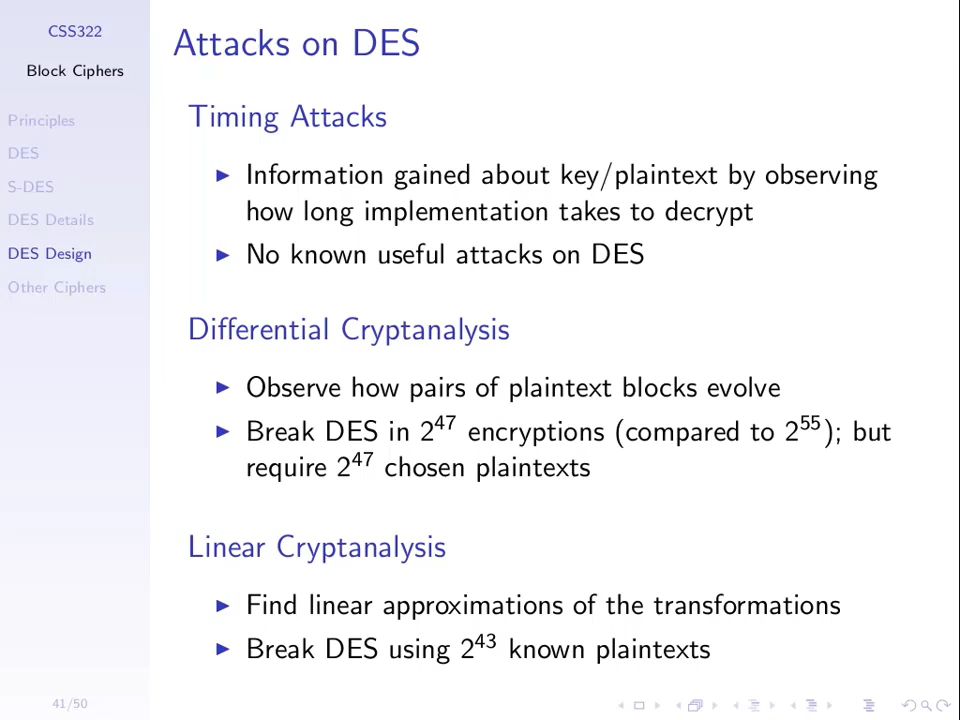 CSS322
Block Ciphers
Principles
DES
S-DES
DES Details
DES Design
Other Ciphers
Attacks on DES
Timing Attacks
Information gained about key/plaintext by observing
how long implementation takes to decrypt
No known useful attacks on DES
Differential Cryptanalysis
Observe how pairs of plaintext blocks evolve
Break DES in 2^47 encryptions (compared to 2^55); but
require 2^47 chosen plaintexts
Linear Cryptanalysis
Find linear approximations of the transformations
Break DES using 2^43 known plaintexts
41/50